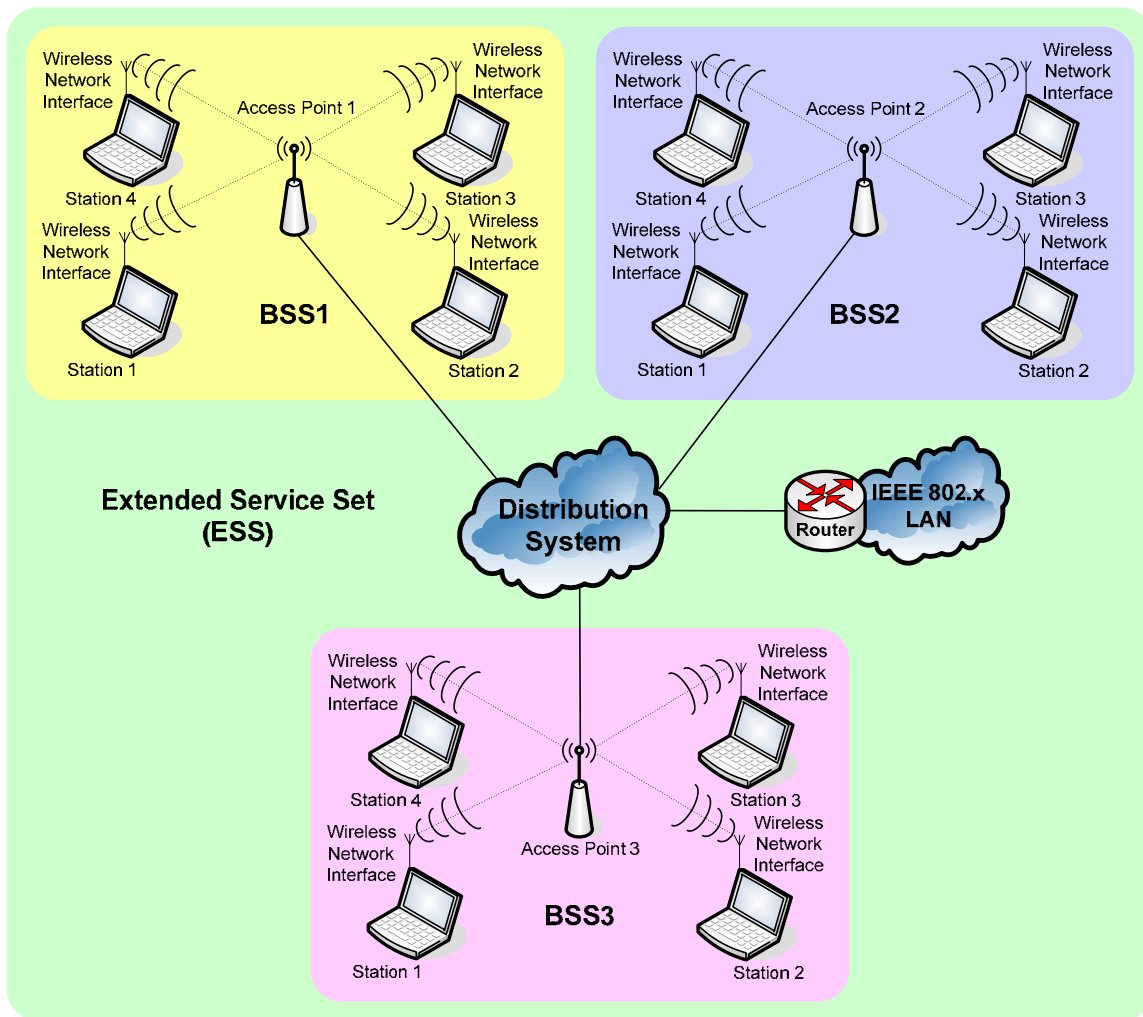 Wireless
Network
Interface
Station 4
Access Point 1
Wireless
Network
Interface
Station 3
Wireless
Network
Interface
Station 1
BSS1
Wireless
Network
Interface
Station 2
Wireless
Network
Interface
Station 4
Access Point 2
Wireless
Network
Interface
Station 3
Wireless
Network
Interface
Station 1
BSS2
Wireless
Network
Interface
Station 2
Extended Service Set
(ESS)
Distribution
System
Router
IEEE 802.x
LAN
Wireless
Network
Interface
Station 4
Wireless
Network
Interface
Station 3
Access Point 3
Wireless
Network
Interface
Station 1
BSS3
Wireless
Network
Interface
Station 2